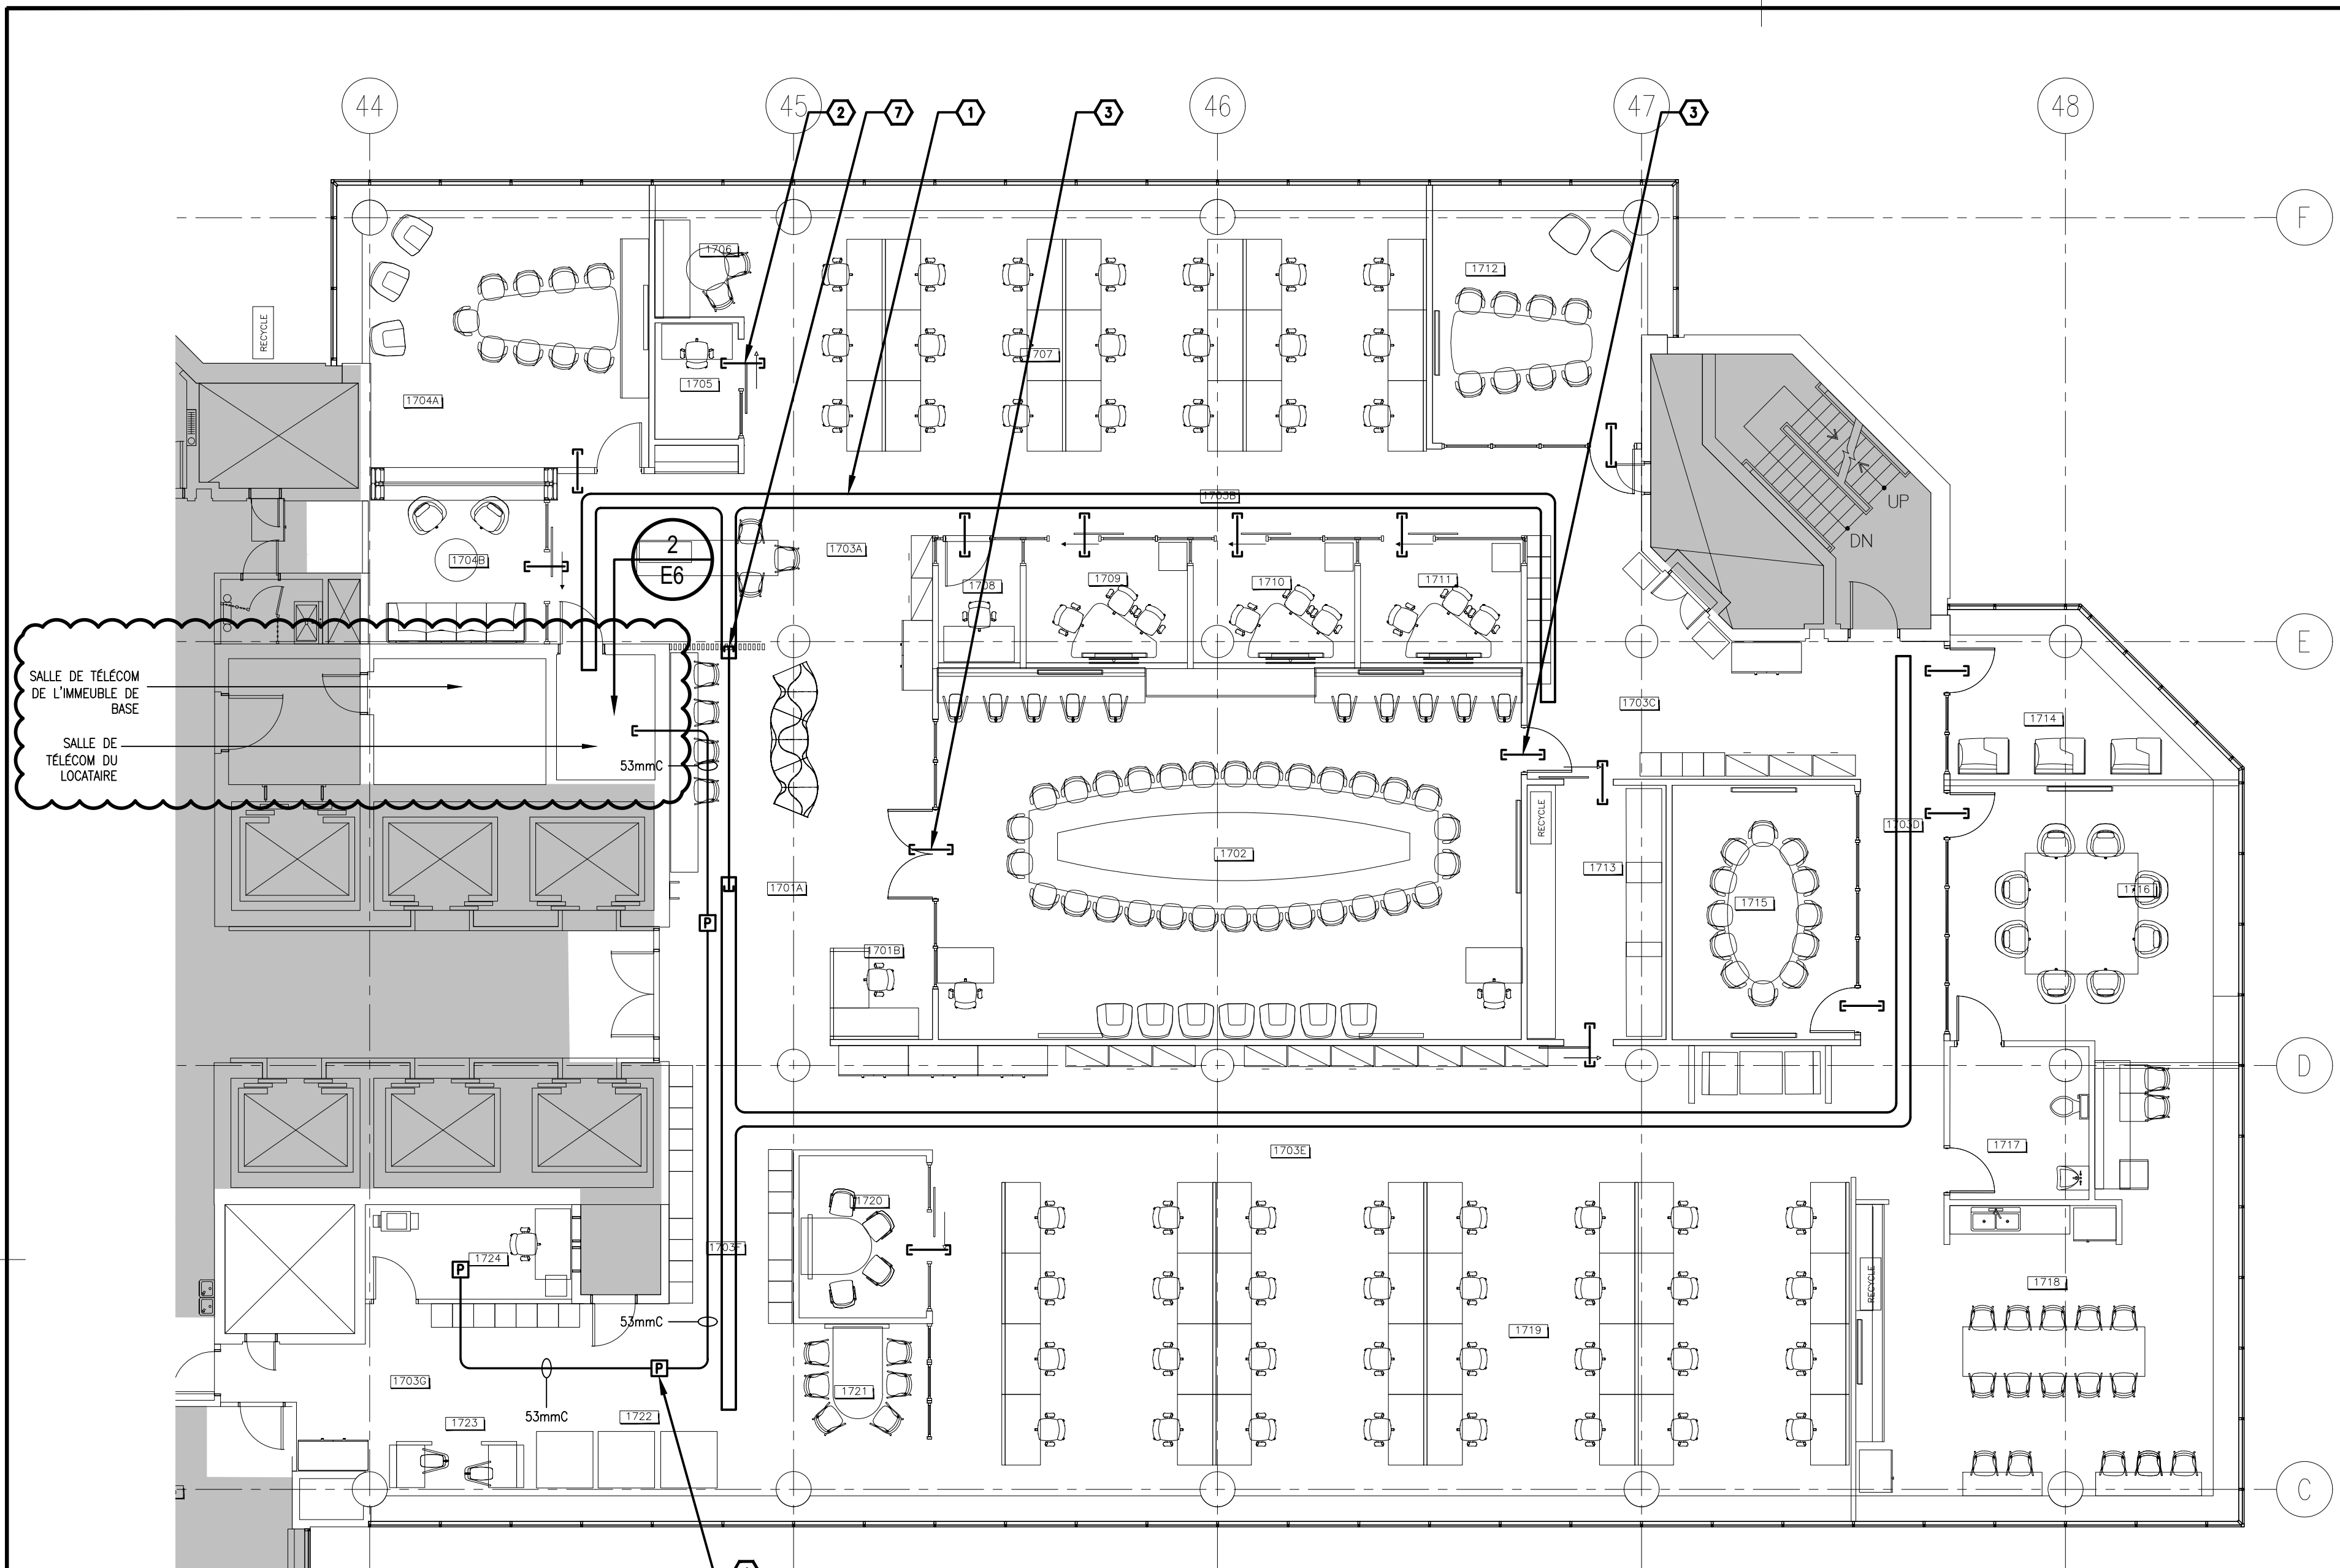 44
45
46
47
48
2
7
1
3
3
F
1706
1712
RECYCLE
1707
1705
1704A
1703B
UP
DN
2
E6
1703A
1704B
1708
1709
1710
1711
E
SALLE DE TÉLÉCOM
DE L'IMMEUBLE DE
BASE
SALLE DE
TÉLÉCOM DU
LOCATAIRE
53mmC
1703C
1714
RECYCLE
1703D
1702
1713
1701A
1716
1715
P
1701B
D
1717
1703E
1720
1703F
1724
P
RECYCLE
1718
53mmC
1719
P
1703G
1721
53mmC
1723
1722
C